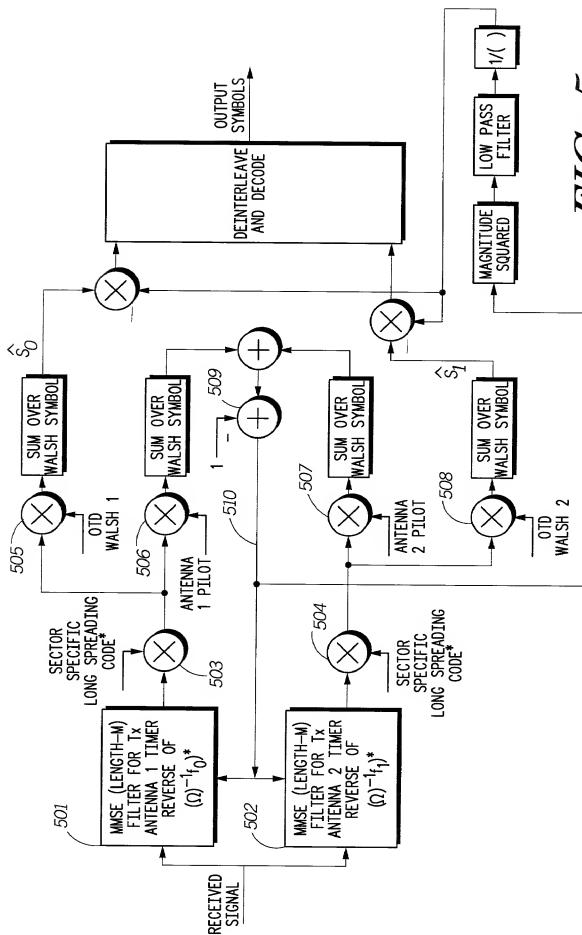 RECEIVED
SIGNAL
501
MMSE (LENGTH-M)
FILTER FOR Tx
ANTENNA 1 TIMER
REVERSE OF
(Ω)⁻¹f₀)*
502
MMSE (LENGTH-M)
FILTER FOR Tx
ANTENNA 2 TIMER
REVERSE OF
(Ω)⁻¹f₁)*
SECTOR
SPECIFIC
LONG SPREADING
CODE*
503
504
SECTOR
SPECIFIC
LONG SPREADING
CODE*
505
OTD
WALSH 1
SUM OVER
WALSH SYMBOL
Ŝ₀
506
ANTENNA
1 PILOT
SUM OVER
WALSH SYMBOL
1
-
+
+
509
510
507
ANTENNA
2 PILOT
SUM OVER
WALSH SYMBOL
508
OTD
WALSH 2
SUM OVER
WALSH SYMBOL
Ŝ₁
DEINTERLEAVE
AND DECODE
OUTPUT
SYMBOLS
MAGNITUDE
SQUARED
LOW PASS
FILTER
1/( )